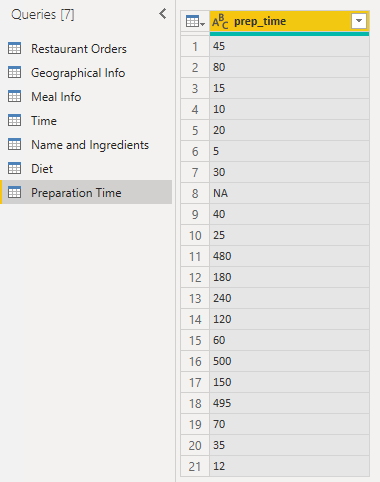 Queries [7]
Restaurant Orders
Geographical Info
Meal Info
Time
Name and Ingredients
Diet
Preparation Time
ABC prep_time
1 45
2 80
3 15
4 10
5 20
6 5
7 30
8 NA
9 40
10 25
11 480
12 180
13 240
14 120
15 60
16 500
17 150
18 495
19 70
20 35
21 12